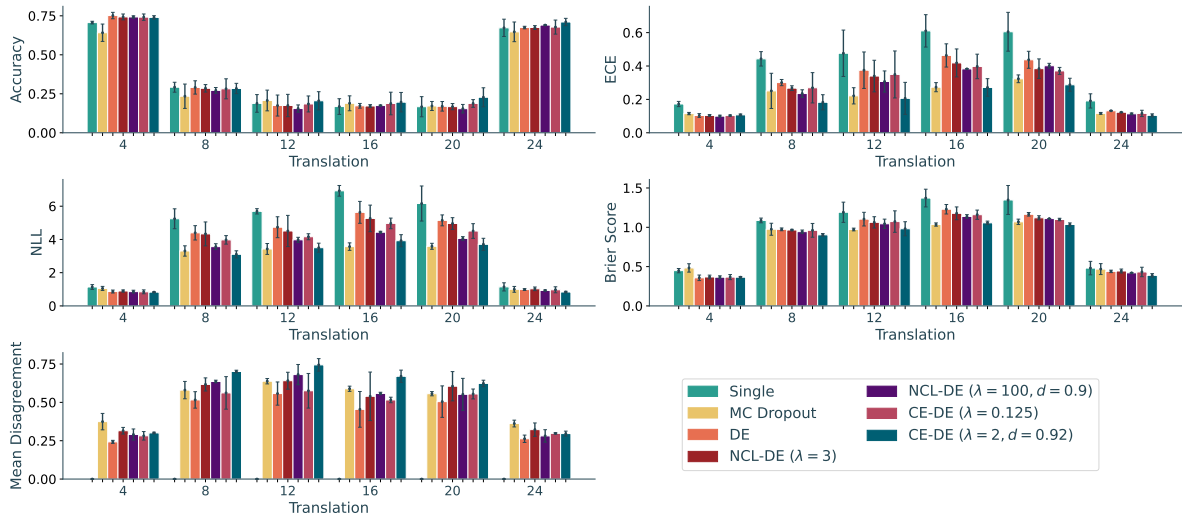 0.75
0.50
0.25
0.00
Accuracy
4 8 12 16 20 24
Translation
0.6
0.4
0.2
0.0
ECE
4 8 12 16 20 24
Translation
6
4
2
0
NLL
4 8 12 16 20 24
Translation
1.5
1.0
0.5
0.0
Brier Score
4 8 12 16 20 24
Translation
0.75
0.50
0.25
0.00
Mean Disagreement
4 8 12 16 20 24
Translation
Single
MC Dropout
DE
NCL-DE (λ = 3)
NCL-DE (λ = 100, d = 0.9)
CE-DE (λ = 0.125)
CE-DE (λ = 2, d = 0.92)